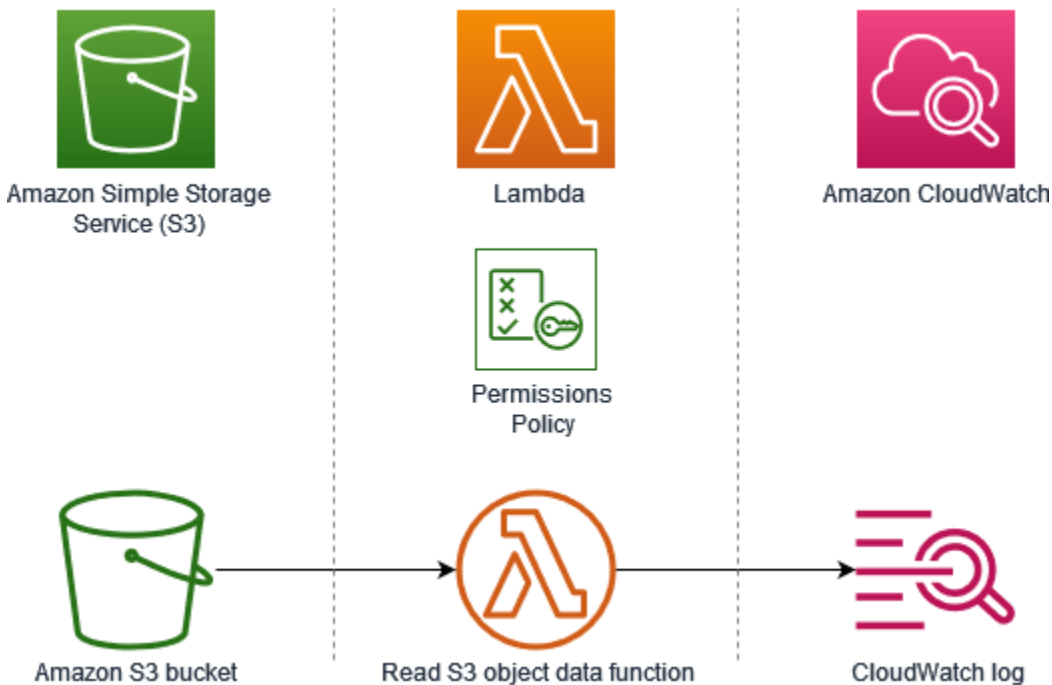 Amazon Simple Storage
Service (S3)
Lambda
Amazon CloudWatch
Permissions
Policy
Amazon S3 bucket
Read S3 object data function
CloudWatch log